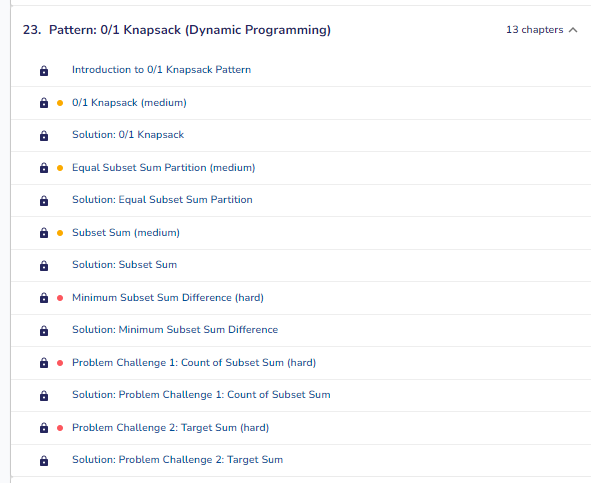 23. Pattern: 0/1 Knapsack (Dynamic Programming) 13 chapters
Introduction to 0/1 Knapsack Pattern
0/1 Knapsack (medium)
Solution: 0/1 Knapsack
Equal Subset Sum Partition (medium)
Solution: Equal Subset Sum Partition
Subset Sum (medium)
Solution: Subset Sum
Minimum Subset Sum Difference (hard)
Solution: Minimum Subset Sum Difference
Problem Challenge 1: Count of Subset Sum (hard)
Solution: Problem Challenge 1: Count of Subset Sum
Problem Challenge 2: Target Sum (hard)
Solution: Problem Challenge 2: Target Sum